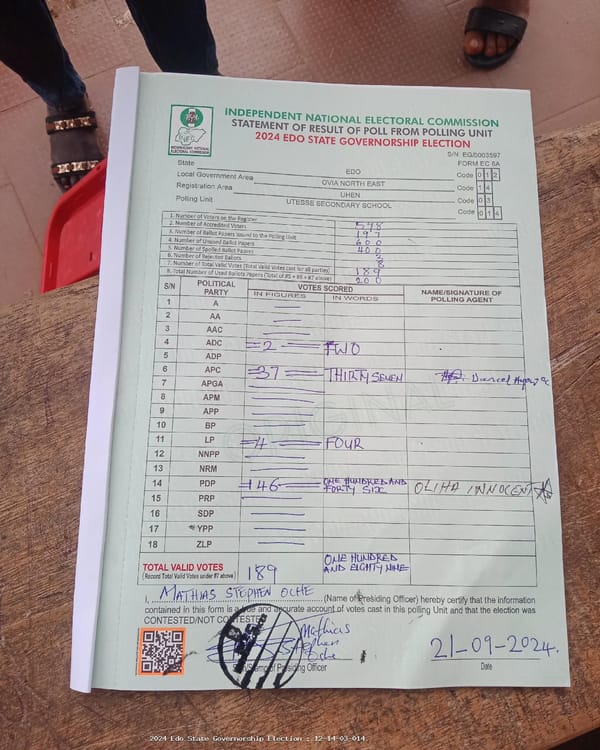 INEC
INDEPENDENT NATIONAL ELECTORAL COMMISSION
INDEPENDENT NATIONAL ELECTORAL COMMISSION
STATEMENT OF RESULT OF POLL FROM POLLING UNIT
2024 EDO STATE GOVERNORSHIP ELECTION
S/N EG/5003597
FORM EC 8A
State EDO Code 0 1 2
Local Government Area OVIA NORTH EAST Code 1 4
Registration Area UHEN Code 0 3
Polling Unit UTESSE SECONDARY SCHOOL Code 0 1 4
1. Number of Voters on the Register 598
2. Number of Accredited Voters 197
3. Number of Ballot Papers Issued to the Polling Unit 600
4. Number of Unused Ballot Papers 400
5. Number of Spoiled Ballot Papers 3
6. Number of Rejected Ballots 8
7. Number of Total Valid Votes (Total Valid Votes cast for all parties) 189
8. Total Number of Used Ballots Papers (Total of #5 + #6 + #7 above) 200
S/N POLITICAL PARTY VOTES SCORED NAME/SIGNATURE OF POLLING AGENT
IN FIGURES IN WORDS
1 A
2 AA
3 AAC
4 ADC =2= TWO
5 ADP
6 APC =37= THIRTY SEVEN
7 APGA
8 APM
9 APP
10 BP
11 LP =4= FOUR
12 NNPP
13 NRM
14 PDP 146 ONE HUNDRED AND FORTY SIX OLIHA INNOCENT
15 PRP
16 SDP
17 YPP
18 ZLP
TOTAL VALID VOTES
(Record Total Valid Votes under #7 above) 189 ONE HUNDRED AND EIGHTY NINE
I, MATHIAS STEPHEN OCHE (Name of Presiding Officer) hereby certify that the information
contained in this form is a true and accurate account of votes cast in this polling Unit and that the election was
CONTESTED/NOT CONTESTED
Mathias
Stephen
Oche
21-09-2024.
Stamp of Presiding Officer Date
2024 Edo State Governorship Election : 12-14-03-014